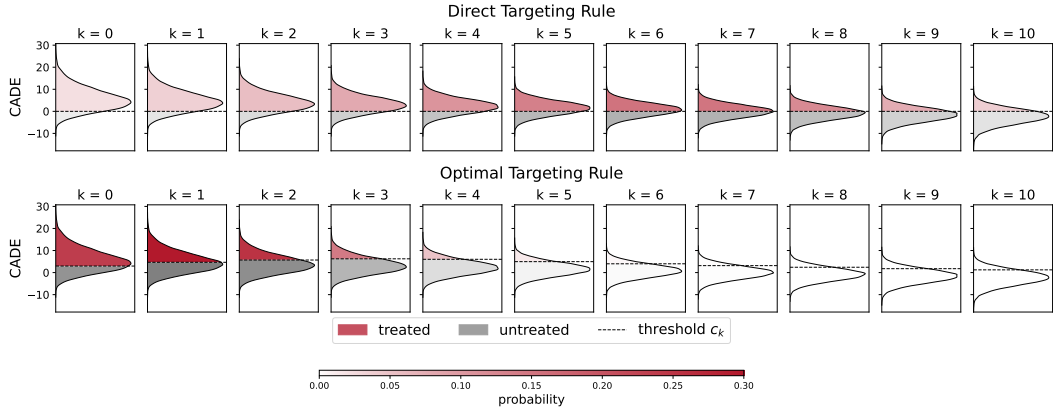 Direct Targeting Rule
k = 0 k = 1 k = 2 k = 3 k = 4 k = 5 k = 6 k = 7 k = 8 k = 9 k = 10
30
20
10
0
−10
CADE
Optimal Targeting Rule
k = 0 k = 1 k = 2 k = 3 k = 4 k = 5 k = 6 k = 7 k = 8 k = 9 k = 10
30
20
10
0
−10
CADE
treated untreated threshold cₖ
0.00 0.05 0.10 0.15 0.20 0.25 0.30
probability